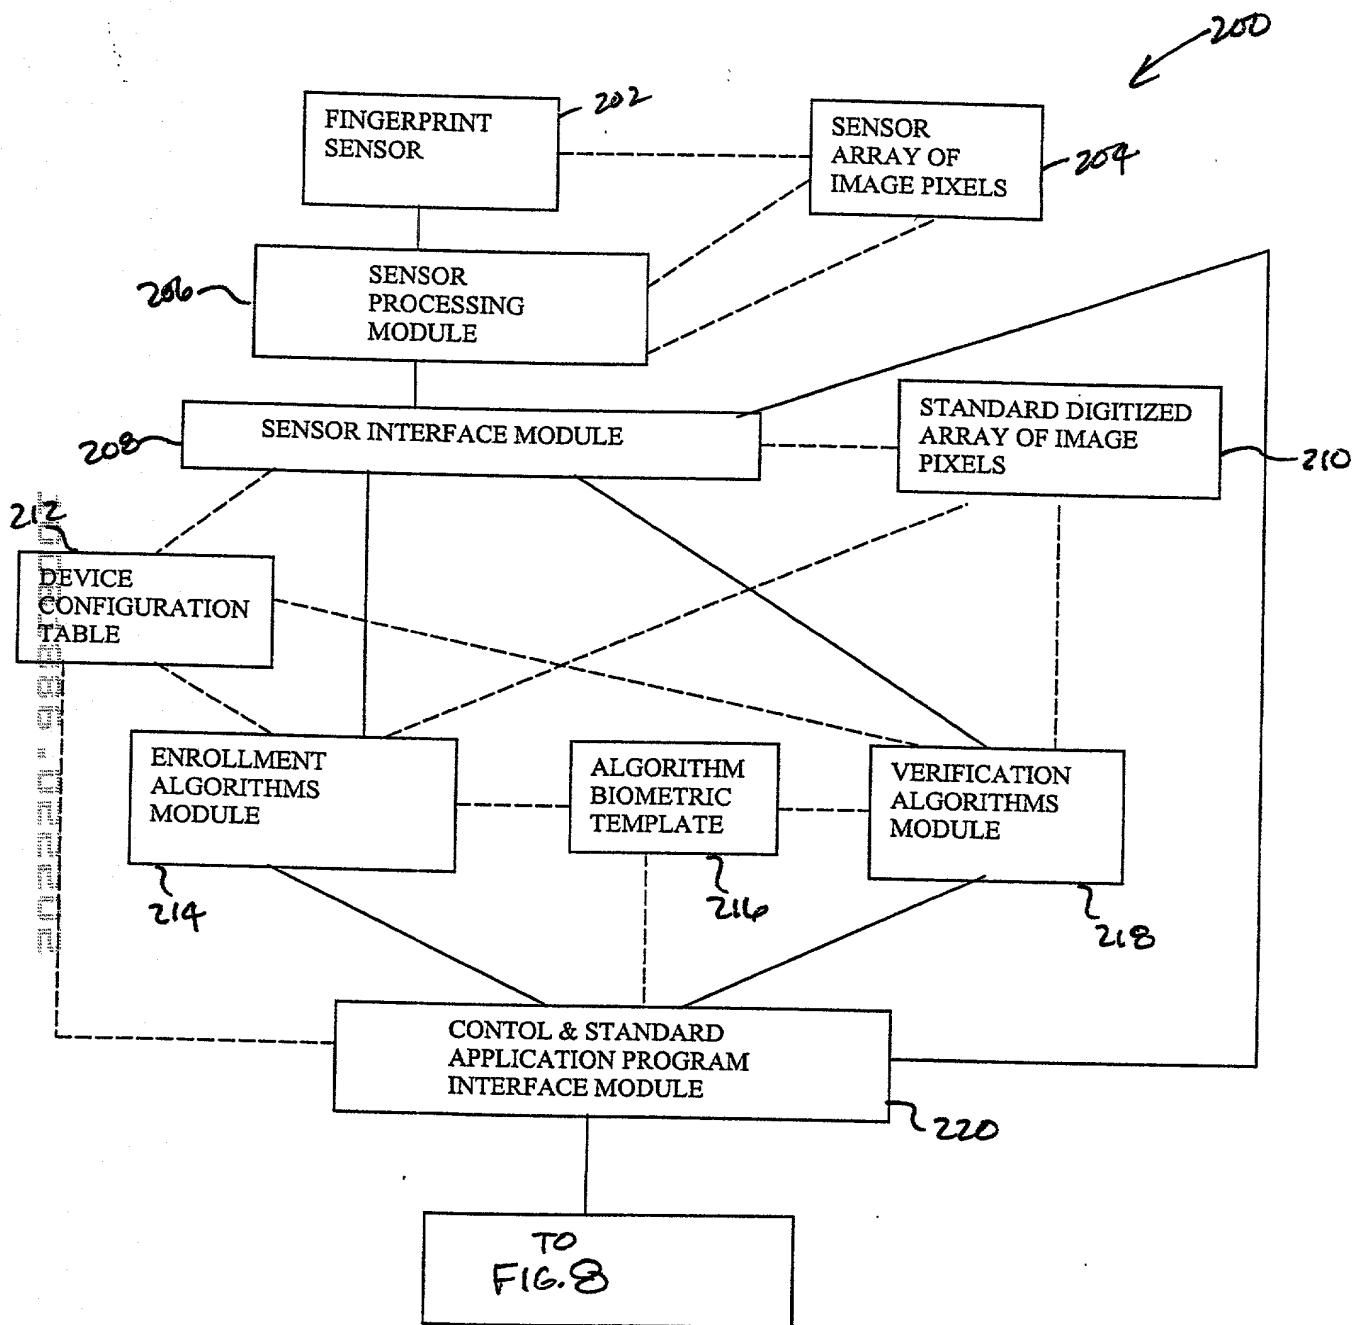 200
FINGERPRINT
SENSOR
202
SENSOR
ARRAY OF
IMAGE PIXELS
204
SENSOR
PROCESSING
MODULE
206
SENSOR INTERFACE MODULE
208
STANDARD DIGITIZED
ARRAY OF IMAGE
PIXELS
210
212
DEVICE
CONFIGURATION
TABLE
ENROLLMENT
ALGORITHMS
MODULE
214
ALGORITHM
BIOMETRIC
TEMPLATE
216
VERIFICATION
ALGORITHMS
MODULE
218
CONTOL & STANDARD
APPLICATION PROGRAM
INTERFACE MODULE
220
TO
FIG. 8